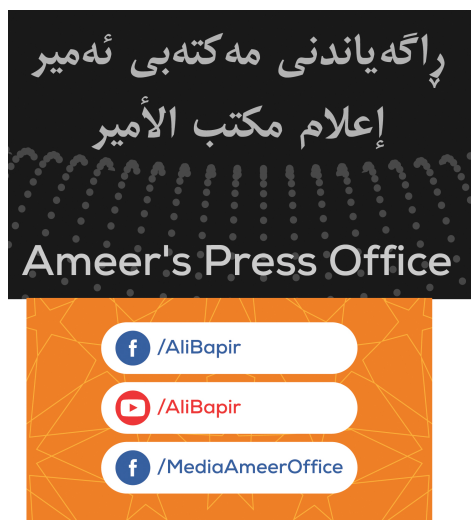 ڕاگەیاندنی مەکتەبی ئەمیر
إعلام مكتب الأمير
Ameer's Press Office
/AliBapir
/AliBapir
/MediaAmeerOffice